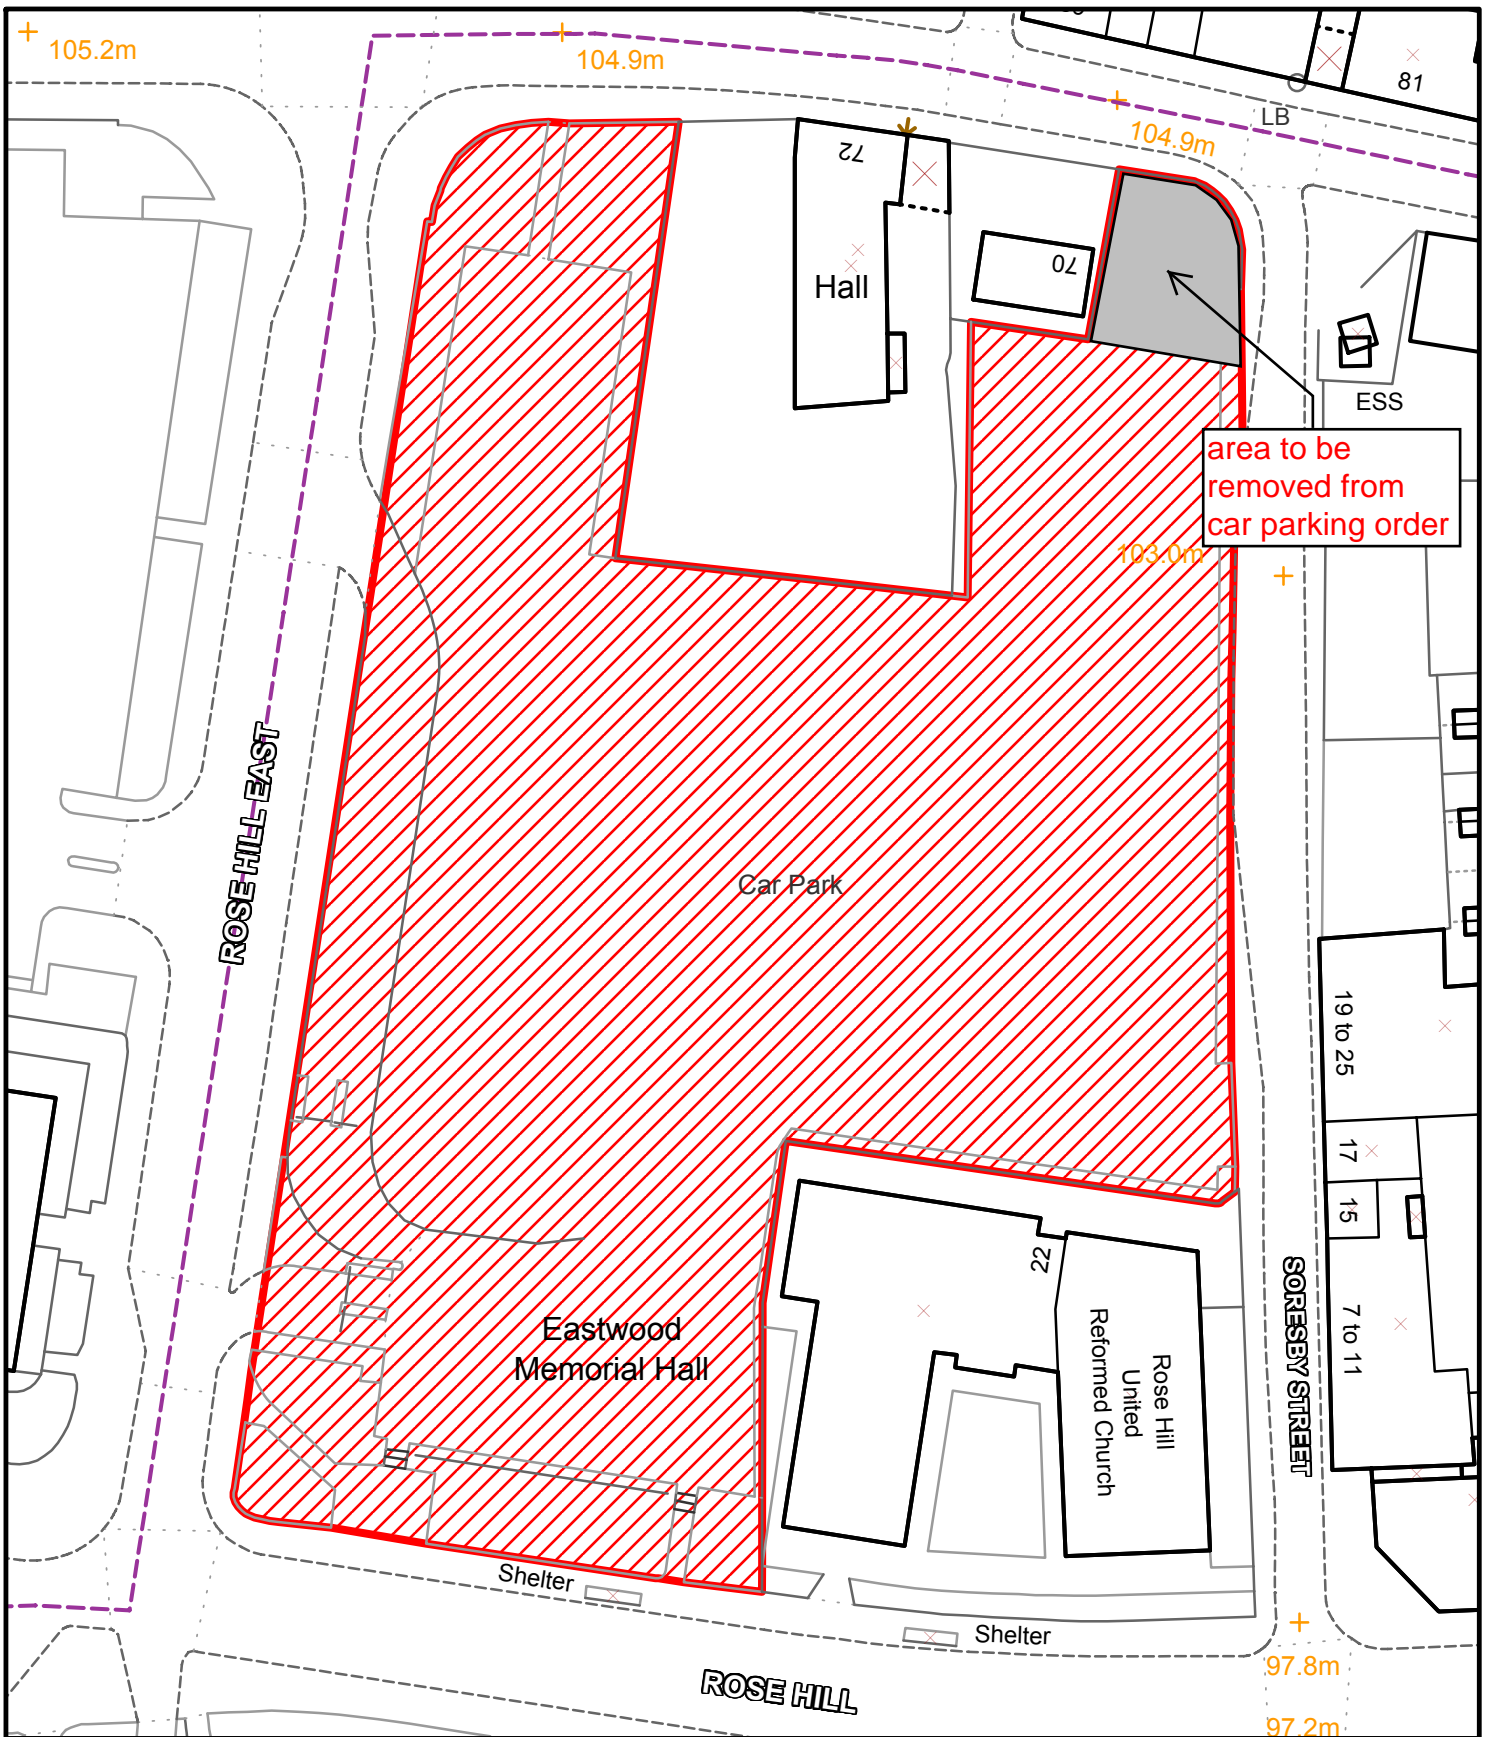 105.2m
104.9m
81
LB
104.9m
72
70
Hall
ESS
area to be
removed from
car parking order
103.0m
ROSE HILL EAST
Car Park
19 to 25
17
15
22
SORESBY STREET
7 to 11
Eastwood
Memorial Hall
Rose Hill
United
Reformed Church
Shelter
Shelter
97.8m
ROSE HILL
97.2m